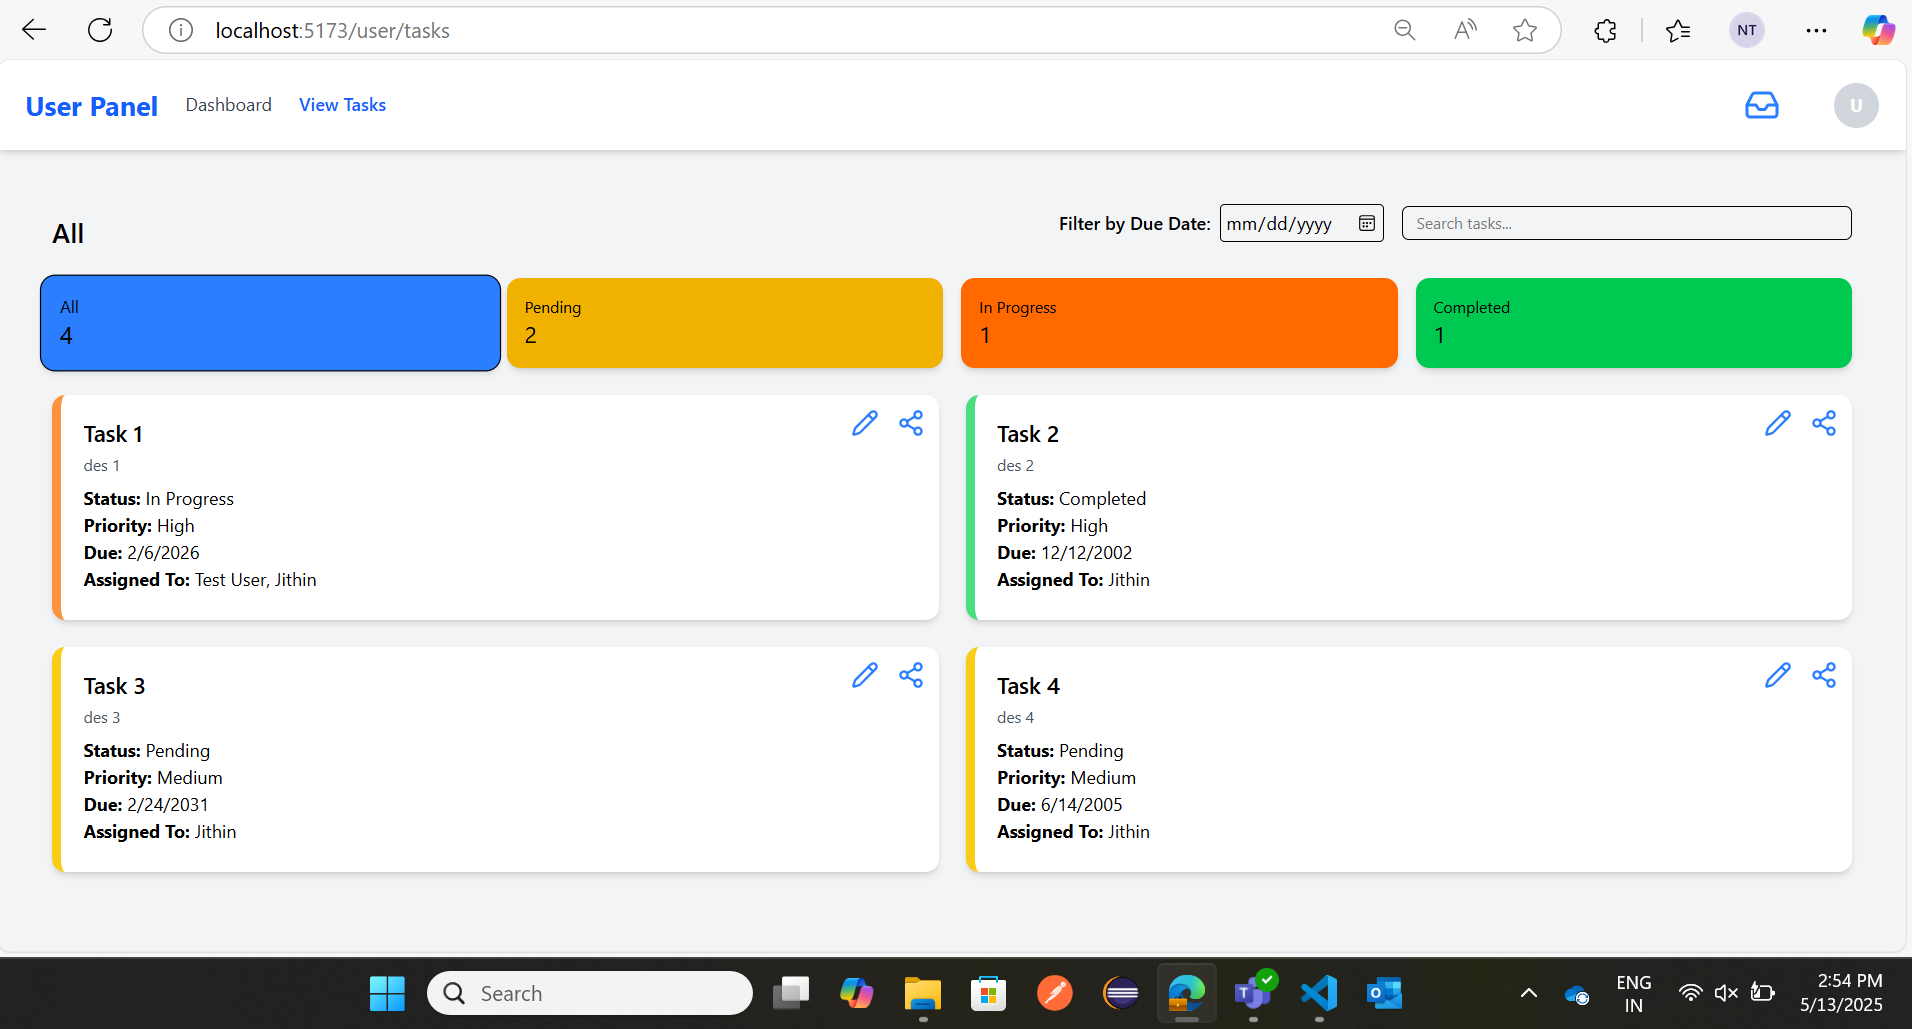 localhost:5173/user/tasks
NT
User Panel
Dashboard
View Tasks
U
All
Filter by Due Date:
mm/dd/yyyy
Search tasks...
All
4
Pending
2
In Progress
1
Completed
1
Task 1
des 1
Status: In Progress
Priority: High
Due: 2/6/2026
Assigned To: Test User, Jithin
Task 2
des 2
Status: Completed
Priority: High
Due: 12/12/2002
Assigned To: Jithin
Task 3
des 3
Status: Pending
Priority: Medium
Due: 2/24/2031
Assigned To: Jithin
Task 4
des 4
Status: Pending
Priority: Medium
Due: 6/14/2005
Assigned To: Jithin
Search
ENG
IN
2:54 PM
5/13/2025